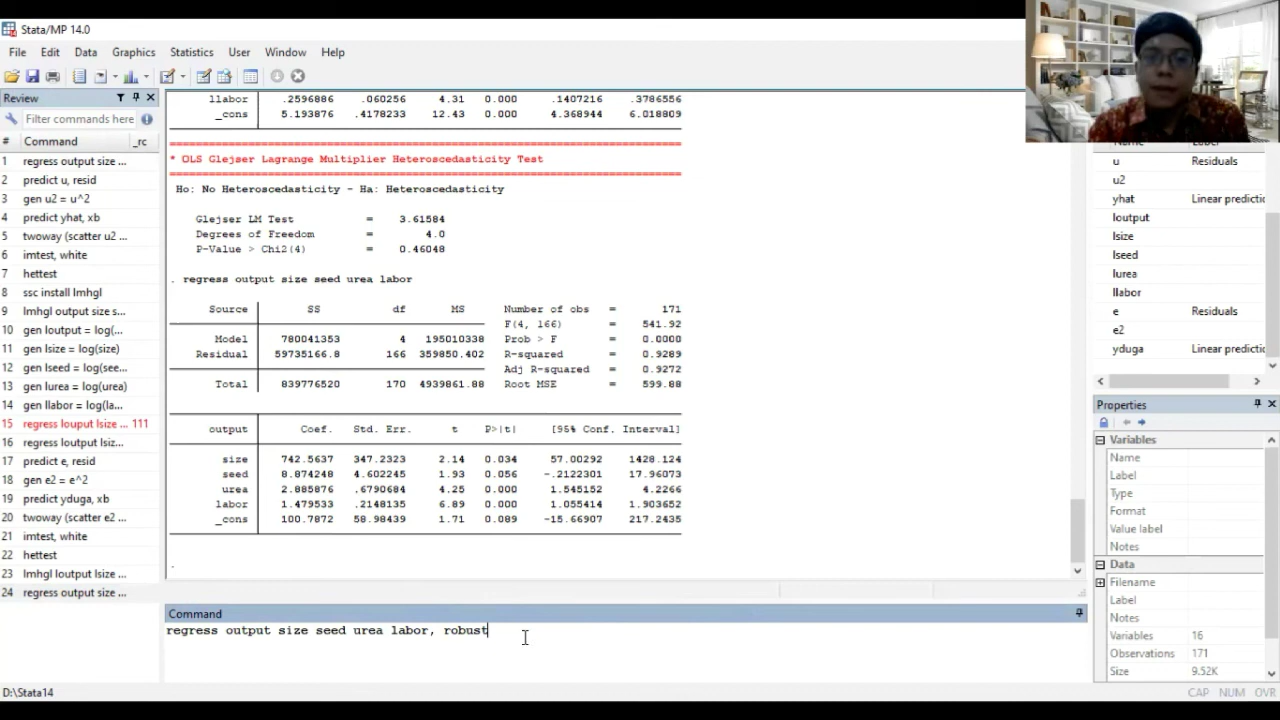 Stata/MP 14.0
File Edit Data Graphics Statistics User Window Help
Review
Filter commands here
# Command _rc
1 regress output size ...
2 predict u, resid
3 gen u2 = u^2
4 predict yhat, xb
5 twoway (scatter u2 ...
6 imtest, white
7 hettest
8 ssc install lmhgl
9 lmhgl output size s...
10 gen loutput = log(...
11 gen lsize = log(size)
12 gen lseed = log(see...
13 gen lurea = log(urea)
14 gen llabor = log(la...
15 regress louput lsize ... 111
16 regress loutput lsiz...
17 predict e, resid
18 gen e2 = e^2
19 predict yduga, xb
20 twoway (scatter e2 ...
21 imtest, white
22 hettest
23 lmhgl loutput lsize ...
24 regress output size ...
llabor .2596886 .060256 4.31 0.000 .1407216 .3786556
_cons 5.193876 .4178233 12.43 0.000 4.368944 6.018809
==============================================================================
* OLS Glejser Lagrange Multiplier Heteroscedasticity Test
==============================================================================
Ho: No Heteroscedasticity - Ha: Heteroscedasticity
Glejser LM Test = 3.61584
Degrees of Freedom = 4.0
P-Value > Chi2(4) = 0.46048
. regress output size seed urea labor
Source SS df MS Number of obs = 171
F(4, 166) = 541.92
Model 780041353 4 195010338 Prob > F = 0.0000
Residual 59735166.8 166 359850.402 R-squared = 0.9289
Adj R-squared = 0.9272
Total 839776520 170 4939861.88 Root MSE = 599.88
output Coef. Std. Err. t P>|t| [95% Conf. Interval]
size 742.5637 347.2323 2.14 0.034 57.00292 1428.124
seed 8.874248 4.602245 1.93 0.056 -.2122301 17.96073
urea 2.885876 .6790684 4.25 0.000 1.545152 4.2266
labor 1.479533 .2148135 6.89 0.000 1.055414 1.903652
_cons 100.7872 58.98439 1.71 0.089 -15.66907 217.2435
.
Command
regress output size seed urea labor, robust
u Residuals
u2
yhat Linear predictio
loutput
lsize
lseed
lurea
llabor
e Residuals
e2
yduga Linear predictio
Properties
Variables
Name
Label
Type
Format
Value label
Notes
Data
Filename
Label
Notes
Variables 16
Observations 171
Size 9.52K
D:\Stata14
CAP NUM OVR